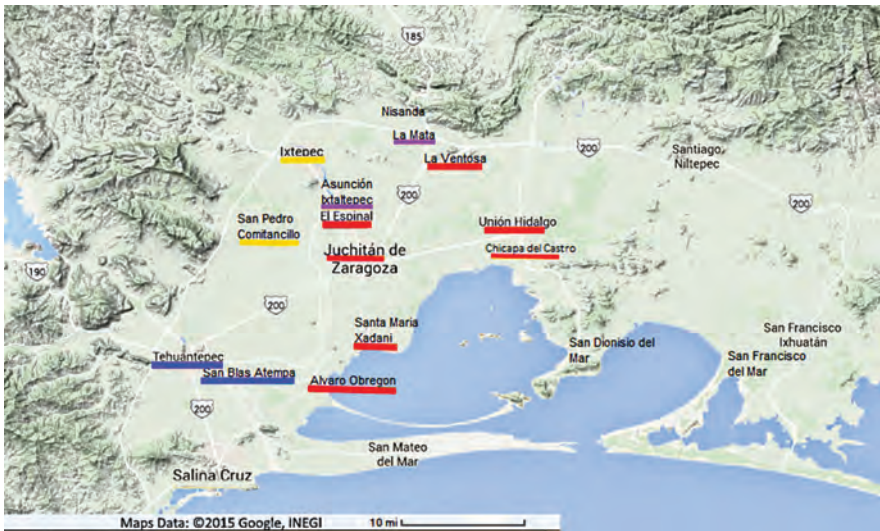 185
Nisanda
La Mata
Ixtepec
La Ventosa
200
Santiago
Niltepec
Asunción
Ixtaltepec
El Espinal
200
200
San Pedro
Comitancillo
Unión Hidalgo
Chicapa del Castro
Juchitán de
Zaragoza
190
200
Santa Maria
Xadani
San Dionisio del
Mar
San Francisco
Ixhuatán
San Francisco
del Mar
Tehuantepec
San Blas Atempa
Alvaro Obregon
200
San Mateo
del Mar
Salina Cruz
Maps Data: ©2015 Google, INEGI
10 mi